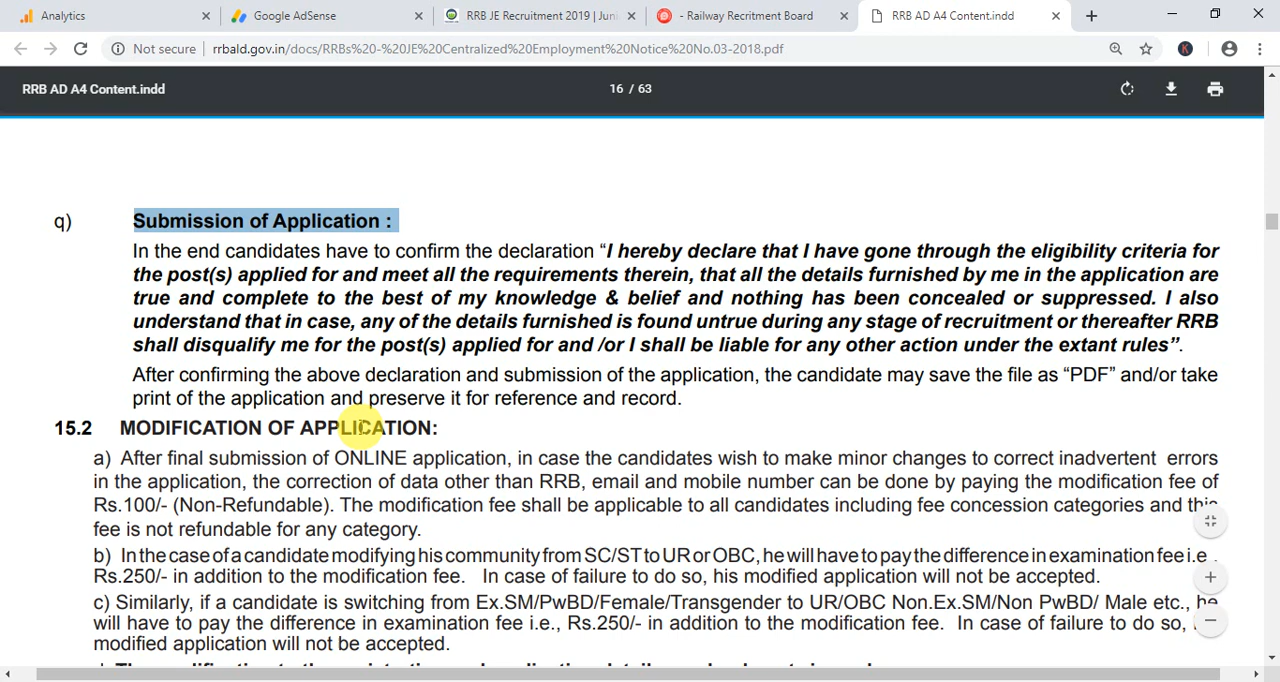 Analytics
Google AdSense
RRB JE Recruitment 2019 | Juni
- Railway Recritment Board
RRB AD A4 Content.indd
Not secure
rrbald.gov.in/docs/RRBs%20-%20JE%20Centralized%20Employment%20Notice%20No.03-2018.pdf
K
RRB AD A4 Content.indd
16 / 63
q) Submission of Application :
In the end candidates have to confirm the declaration “I hereby declare that I have gone through the eligibility criteria for
the post(s) applied for and meet all the requirements therein, that all the details furnished by me in the application are
true and complete to the best of my knowledge & belief and nothing has been concealed or suppressed. I also
understand that in case, any of the details furnished is found untrue during any stage of recruitment or thereafter RRB
shall disqualify me for the post(s) applied for and /or I shall be liable for any other action under the extant rules”.
After confirming the above declaration and submission of the application, the candidate may save the file as “PDF” and/or take
print of the application and preserve it for reference and record.
15.2 MODIFICATION OF APPLICATION:
a) After final submission of ONLINE application, in case the candidates wish to make minor changes to correct inadvertent errors
in the application, the correction of data other than RRB, email and mobile number can be done by paying the modification fee of
Rs.100/- (Non-Refundable). The modification fee shall be applicable to all candidates including fee concession categories and this
fee is not refundable for any category.
b) In the case of a candidate modifying his community from SC/ST to UR or OBC, he will have to pay the difference in examination fee i.e .
Rs.250/- in addition to the modification fee. In case of failure to do so, his modified application will not be accepted.
c) Similarly, if a candidate is switching from Ex.SM/PwBD/Female/Transgender to UR/OBC Non.Ex.SM/Non PwBD/ Male etc., he
will have to pay the difference in examination fee i.e., Rs.250/- in addition to the modification fee. In case of failure to do so,
modified application will not be accepted.